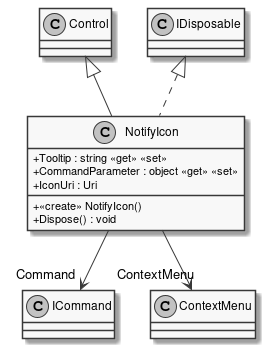 C Control
C IDisposable
C NotifyIcon
+Tooltip : string «get» «set»
+CommandParameter : object «get» «set»
+IconUri : Uri
+«create» NotifyIcon()
+Dispose() : void
Command
ContextMenu
C ICommand
C ContextMenu